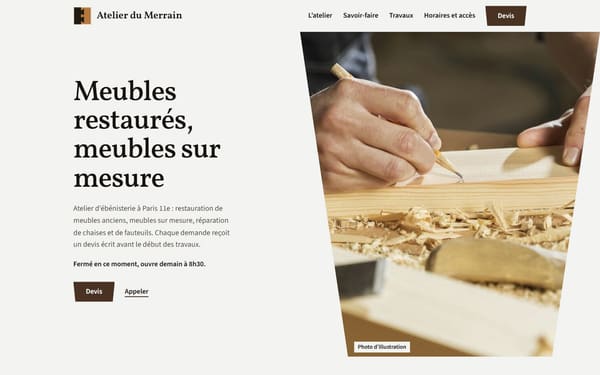 Atelier du Merrain
L'atelier Savoir-faire Travaux Horaires et accès Devis
Meubles
restaurés,
meubles sur
mesure
Atelier d'ébénisterie à Paris 11e : restauration de
meubles anciens, meubles sur mesure, réparation
de chaises et de fauteuils. Chaque demande reçoit
un devis écrit avant le début des travaux.
Fermé en ce moment, ouvre demain à 8h30.
Devis Appeler
Photo d'illustration